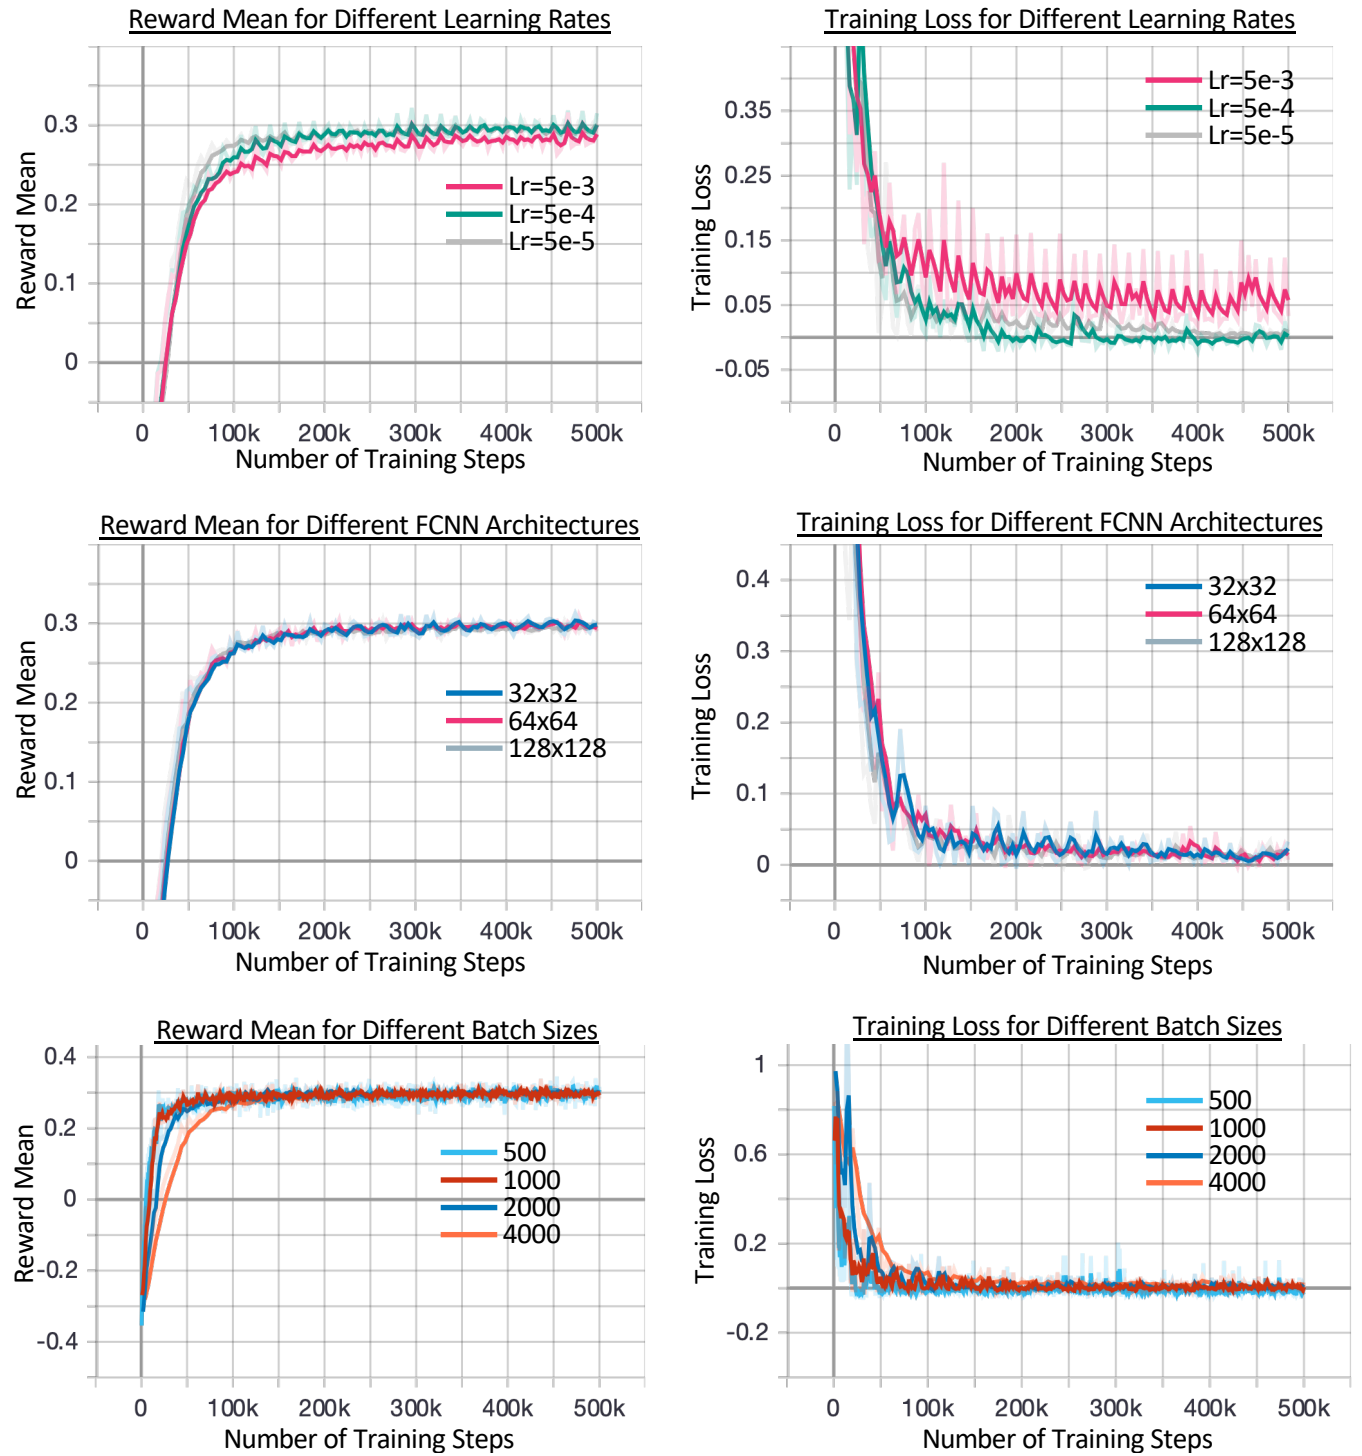 Reward Mean for Different Learning Rates
0.3
0.2
0.1
0
Reward Mean
Lr=5e-3
Lr=5e-4
Lr=5e-5
0 100k 200k 300k 400k 500k
Number of Training Steps
Training Loss for Different Learning Rates
0.35
0.25
0.15
0.05
-0.05
Training Loss
Lr=5e-3
Lr=5e-4
Lr=5e-5
0 100k 200k 300k 400k 500k
Number of Training Steps
Reward Mean for Different FCNN Architectures
0.3
0.2
0.1
0
Reward Mean
32x32
64x64
128x128
0 100k 200k 300k 400k 500k
Number of Training Steps
Training Loss for Different FCNN Architectures
0.4
0.3
0.2
0.1
0
Training Loss
32x32
64x64
128x128
0 100k 200k 300k 400k 500k
Number of Training Steps
Reward Mean for Different Batch Sizes
0.4
0.2
0
-0.2
-0.4
Reward Mean
500
1000
2000
4000
0 100k 200k 300k 400k 500k
Number of Training Steps
Training Loss for Different Batch Sizes
1
0.6
0.2
-0.2
Training Loss
500
1000
2000
4000
0 100k 200k 300k 400k 500k
Number of Training Steps